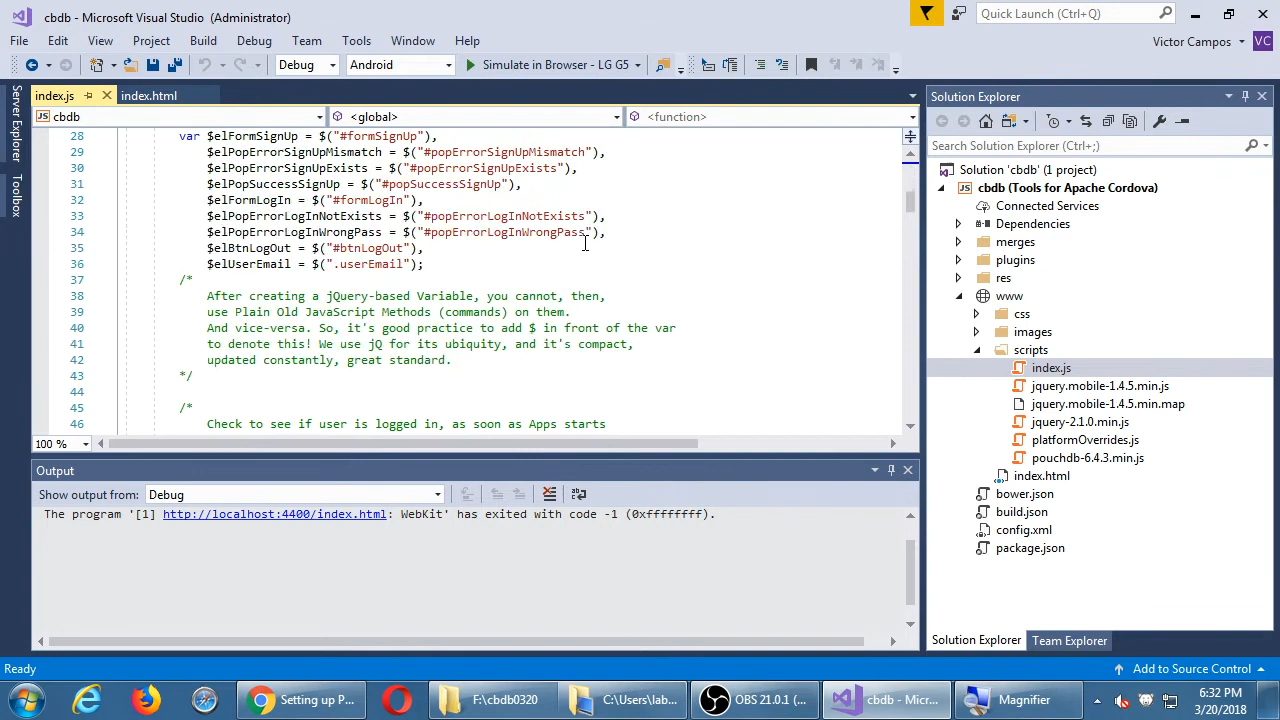 cbdb - Microsoft Visual Studio (Administrator)
Quick Launch (Ctrl+Q)
File Edit View Project Build Debug Team Tools Window Help
Victor Campos VC
Debug Android Simulate in Browser - LG G5
index.js index.html
cbdb <global> <function>
28 var $elFormSignUp = $("#formSignUp"),
29 $elPopErrorSignUpMismatch = $("#popErrorSignUpMismatch"),
30 $elPopErrorSignUpExists = $("#popErrorSignUpExists"),
31 $elPopSuccessSignUp = $("#popSuccessSignUp"),
32 $elFormLogIn = $("#formLogIn"),
33 $elPopErrorLogInNotExists = $("#popErrorLogInNotExists"),
34 $elPopErrorLogInWrongPass = $("#popErrorLogInWrongPass"),
35 $elBtnLogOut = $("#btnLogOut"),
36 $elUserEmail = $(".userEmail");
37 /*
38 After creating a jQuery-based Variable, you cannot, then,
39 use Plain Old JavaScript Methods (commands) on them.
40 And vice-versa. So, it's good practice to add $ in front of the var
41 to denote this! We use jQ for its ubiquity, and it's compact,
42 updated constantly, great standard.
43 */
44
45 /*
46 Check to see if user is logged in, as soon as Apps starts
100 %
Output
Show output from: Debug
The program '[1] http://localhost:4400/index.html: WebKit' has exited with code -1 (0xffffffff).
Server Explorer
Toolbox
Solution Explorer
Search Solution Explorer (Ctrl+;)
Solution 'cbdb' (1 project)
JS cbdb (Tools for Apache Cordova)
Connected Services
Dependencies
merges
plugins
res
www
css
images
scripts
index.js
jquery.mobile-1.4.5.min.js
jquery.mobile-1.4.5.min.map
jquery-2.1.0.min.js
platformOverrides.js
pouchdb-6.4.3.min.js
index.html
bower.json
build.json
config.xml
package.json
Solution Explorer Team Explorer
Ready
Add to Source Control
Setting up P... F:\cbdb0320 C:\Users\lab... OBS 21.0.1 (... cbdb - Micr... Magnifier
6:32 PM
3/20/2018